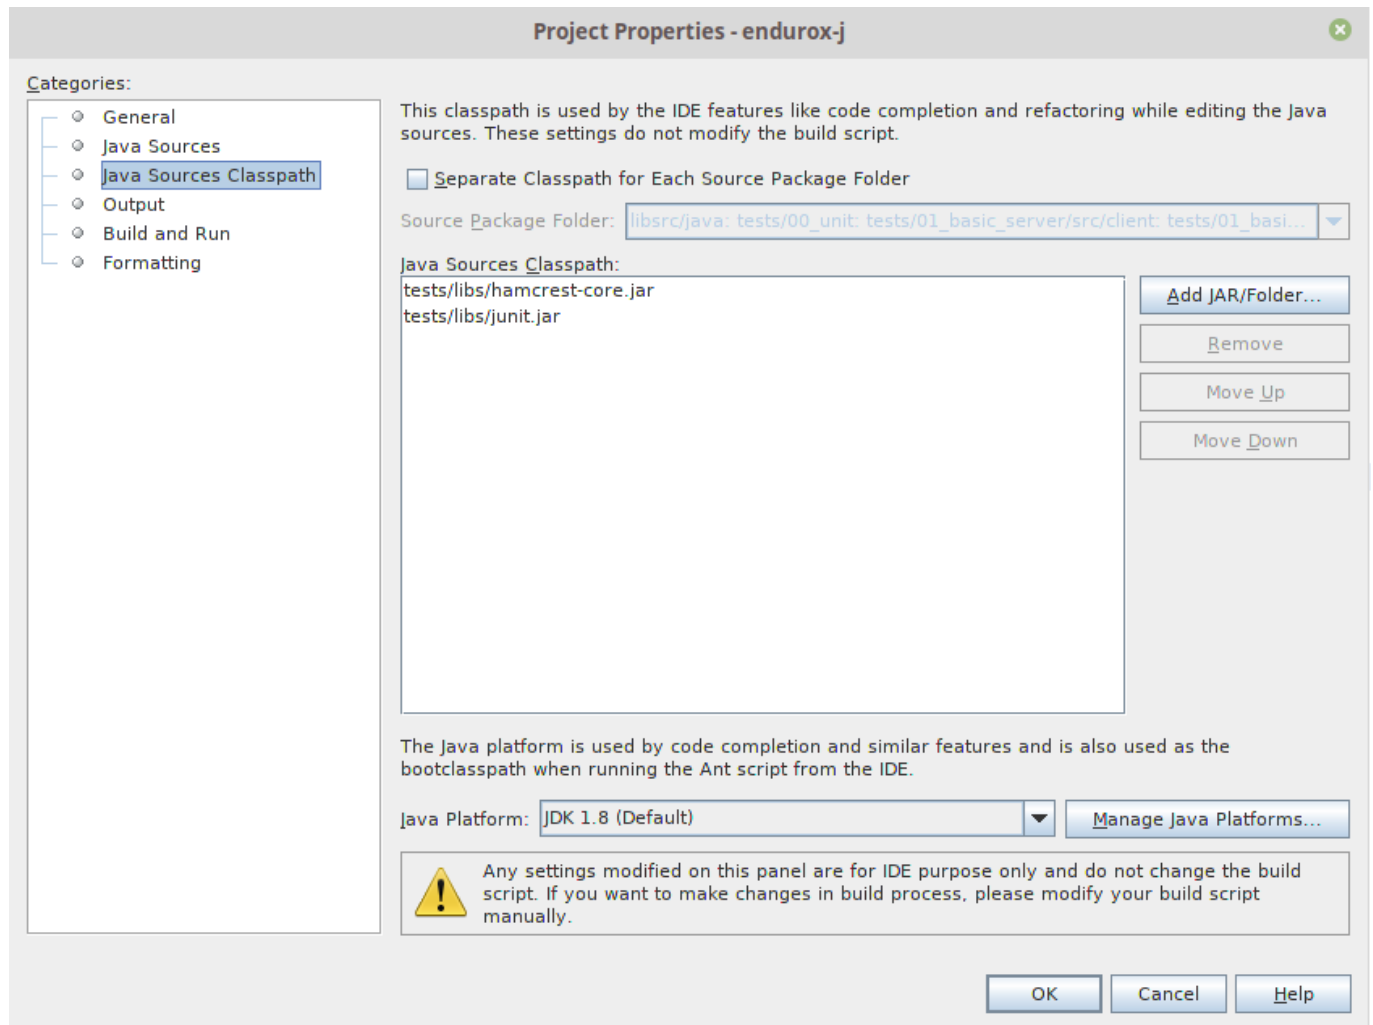 Project Properties - endurox-j
Categories:
General
Java Sources
Java Sources Classpath
Output
Build and Run
Formatting
This classpath is used by the IDE features like code completion and refactoring while editing the Java
sources. These settings do not modify the build script.
Separate Classpath for Each Source Package Folder
Source Package Folder: libsrc/java: tests/00_unit: tests/01_basic_server/src/client: tests/01_basi...
Java Sources Classpath:
tests/libs/hamcrest-core.jar
tests/libs/junit.jar
Add JAR/Folder...
Remove
Move Up
Move Down
The Java platform is used by code completion and similar features and is also used as the
bootclasspath when running the Ant script from the IDE.
Java Platform: JDK 1.8 (Default) Manage Java Platforms...
Any settings modified on this panel are for IDE purpose only and do not change the build
script. If you want to make changes in build process, please modify your build script
manually.
OK Cancel Help